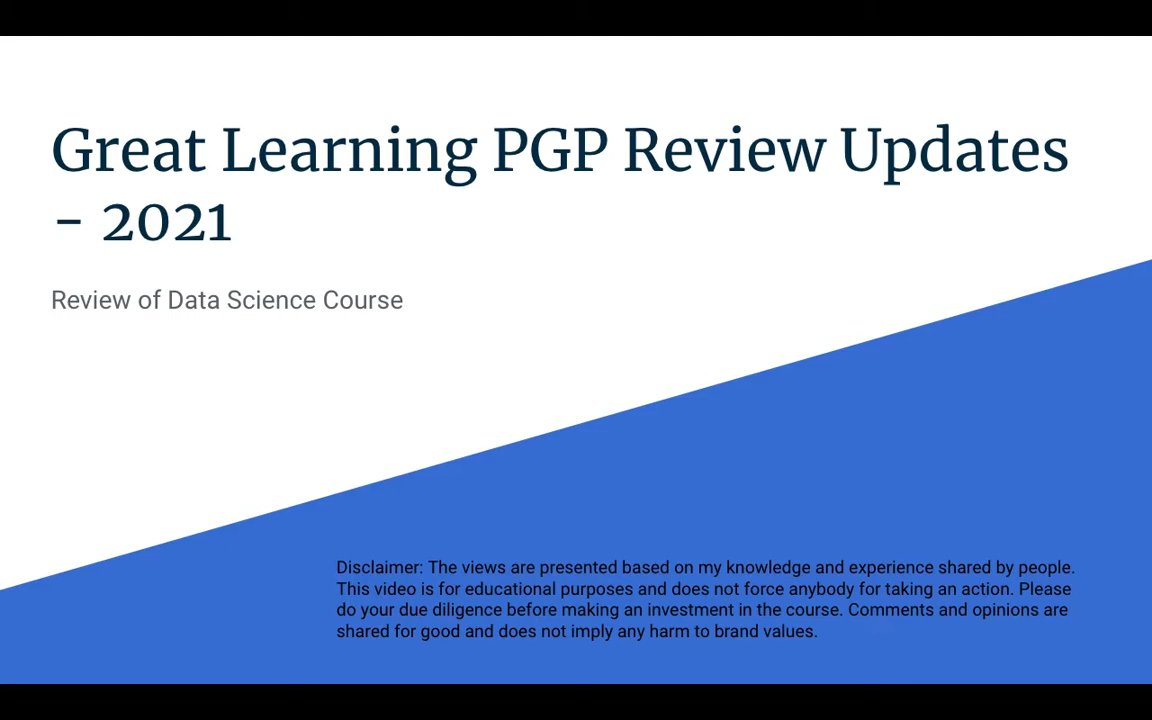 Great Learning PGP Review Updates
- 2021
Review of Data Science Course
Disclaimer: The views are presented based on my knowledge and experience shared by people.
This video is for educational purposes and does not force anybody for taking an action. Please
do your due diligence before making an investment in the course. Comments and opinions are
shared for good and does not imply any harm to brand values.